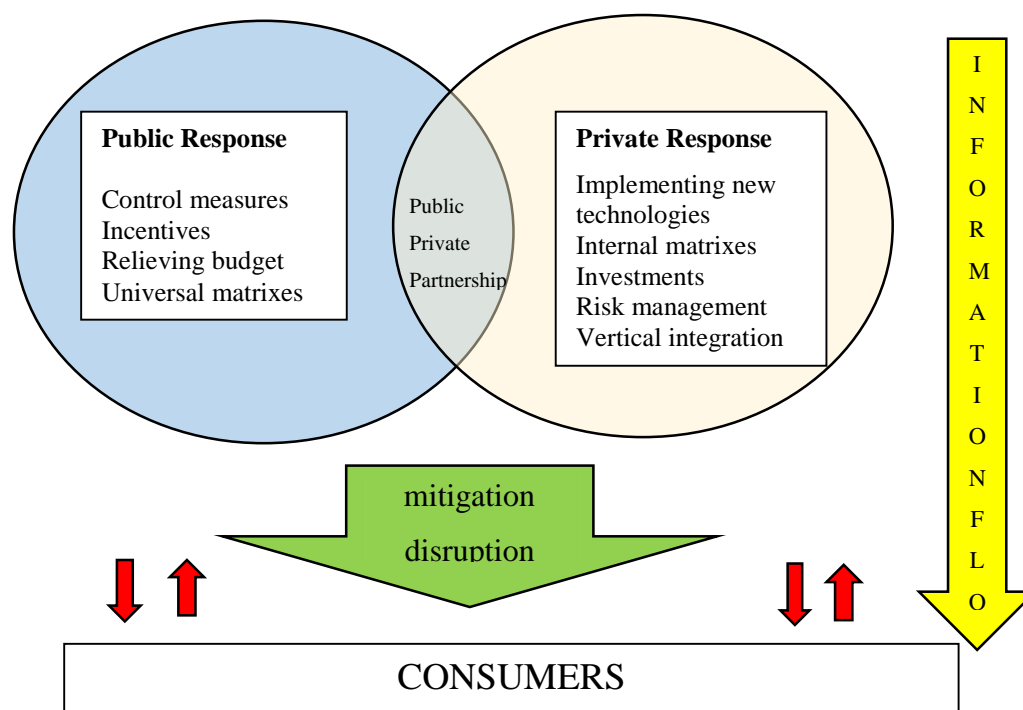 Public Response
Control measures
Incentives
Relieving budget
Universal matrixes
Public
Private
Partnership
Private Response
Implementing new
technologies
Internal matrixes
Investments
Risk management
Vertical integration
I
N
F
O
R
M
A
T
I
O
N
F
L
O
mitigation
disruption
CONSUMERS